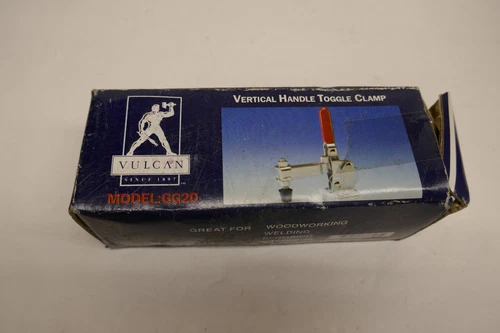 VERTICAL HANDLE TOGGLE CLAMP
VULCAN
SINCE 1887
MODEL:GG20
GREAT FOR WOODWORKING
WELDING